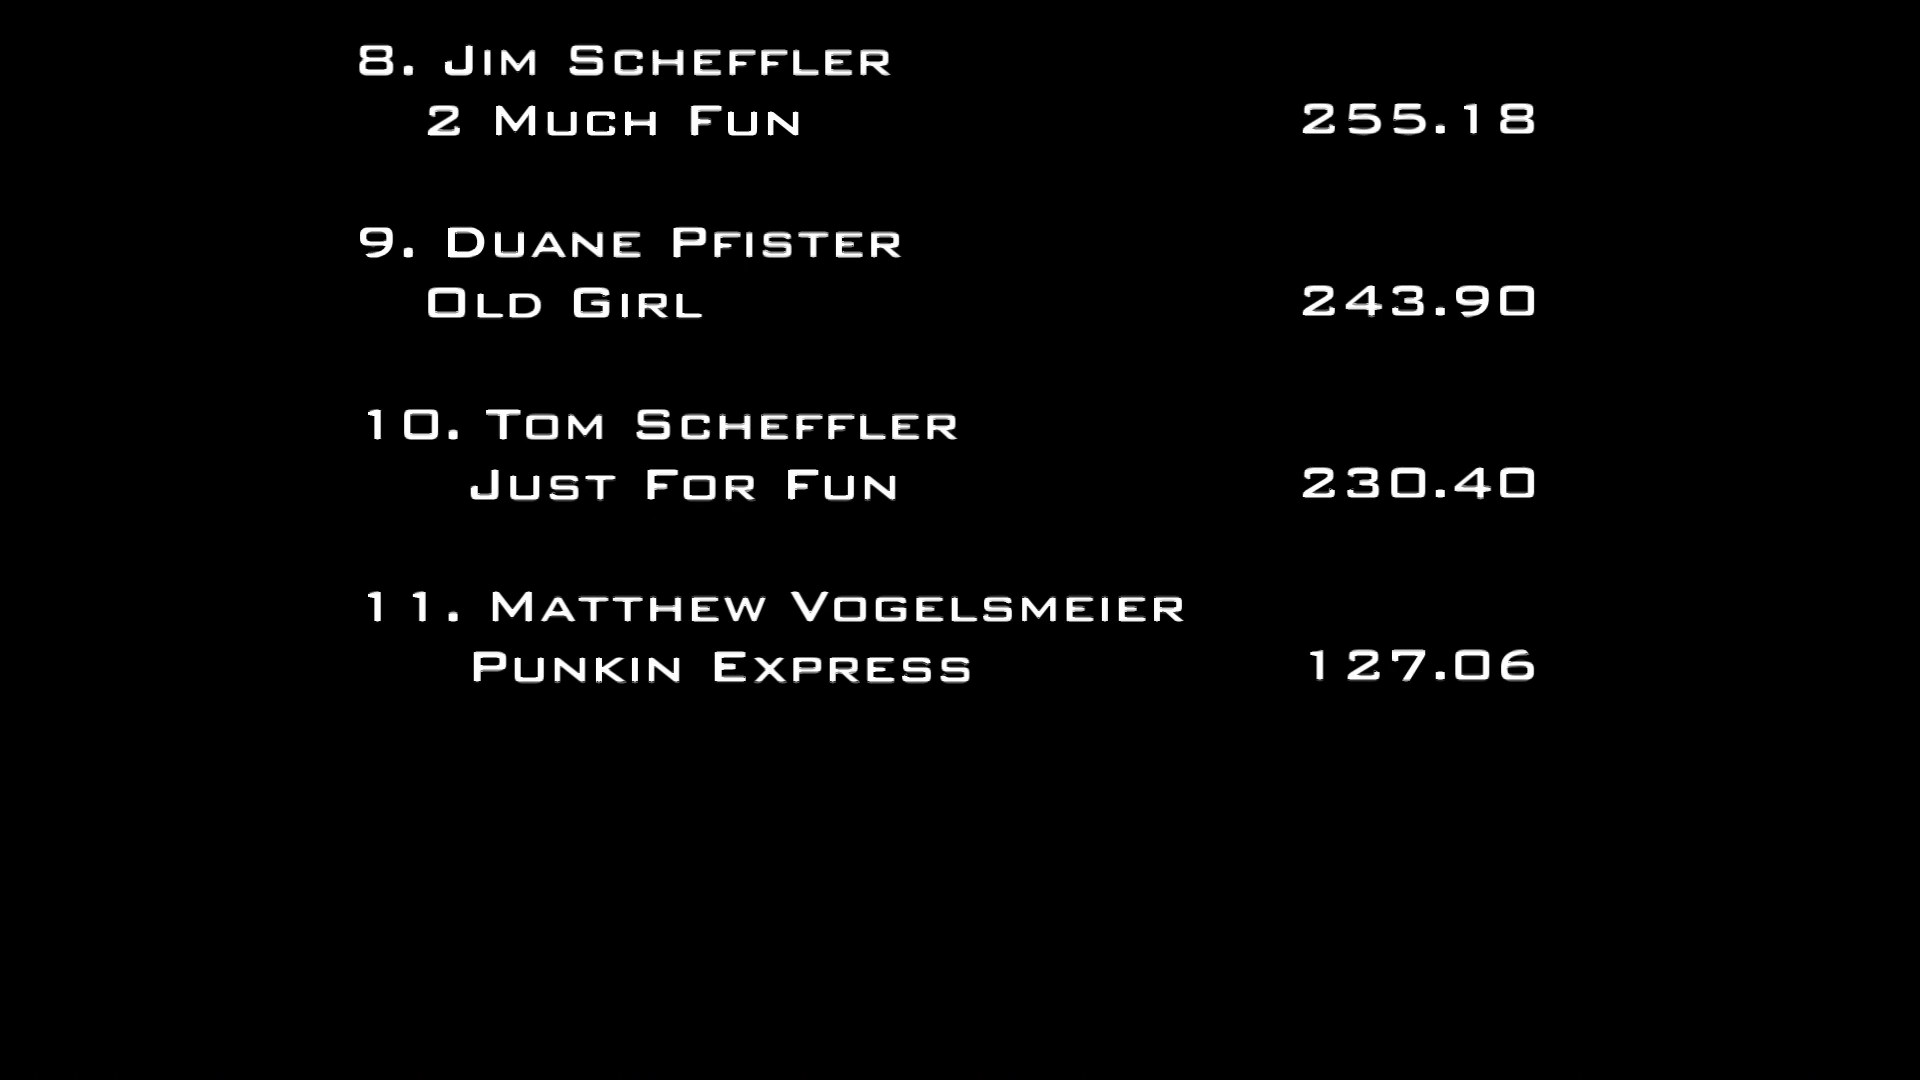 8. Jim Scheffler
2 Much Fun 255.18
9. Duane Pfister
Old Girl 243.90
10. Tom Scheffler
Just For Fun 230.40
11. Matthew Vogelsmeier
Punkin Express 127.06